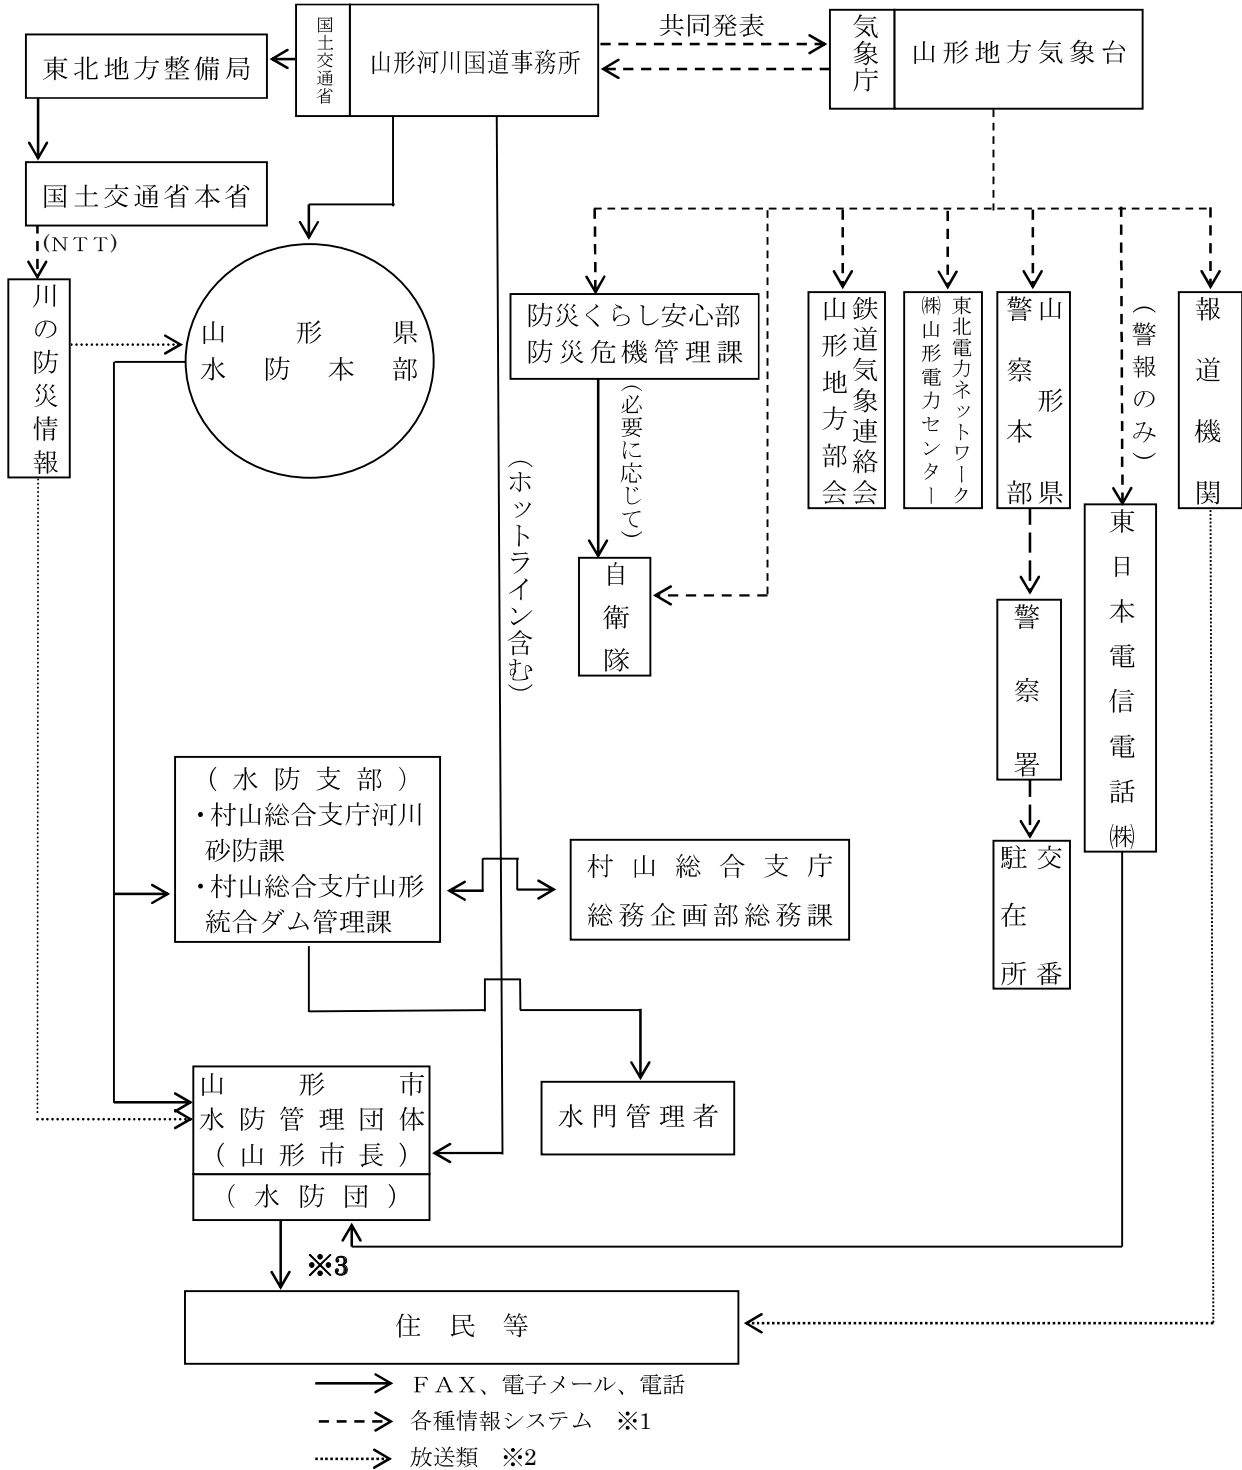 国土交通省
山形河川国道事務所
共同発表
気象庁
山形地方気象台
東北地方整備局
国土交通省本省
(NTT)
川の防災情報
山形県
水防本部
防災くらし安心部
防災危機管理課
(必要に応じて)
自衛隊
鉄道気象連絡会
山形地方部会
東北電力ネットワーク
㈱山形電力センター
山形県
警察本部
(警報のみ)
報道機関
東日本電信電話㈱
警察署
交番
駐在所
(ホットライン含む)
(水防支部)
・村山総合支庁河川
砂防課
・村山総合支庁山形
統合ダム管理課
村山総合支庁
総務企画部総務課
水門管理者
山形市
水防管理団体
(山形市長)
(水防団)
※3
住民等
FAX、電子メール、電話
各種情報システム ※1
放送類 ※2